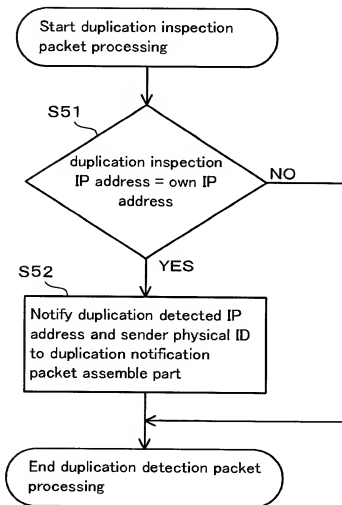 Start duplication inspection
packet processing
S51
duplication inspection
IP address = own IP
address
NO
YES
S52
Notify duplication detected IP
address and sender physical ID
to duplication notification
packet assemble part
End duplication detection packet
processing